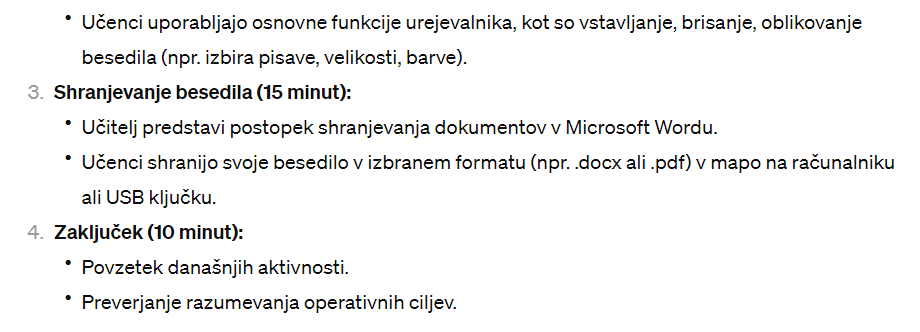 • Učenci uporabljajo osnovne funkcije urejevalnika, kot so vstavljanje, brisanje, oblikovanje
besedila (npr. izbira pisave, velikosti, barve).
3. Shranjevanje besedila (15 minut):
• Učitelj predstavi postopek shranjevanja dokumentov v Microsoft Wordu.
• Učenci shranijo svoje besedilo v izbranem formatu (npr. .docx ali .pdf) v mapo na računalniku
ali USB ključku.
4. Zaključek (10 minut):
• Povzetek današnjih aktivnosti.
• Preverjanje razumevanja operativnih ciljev.